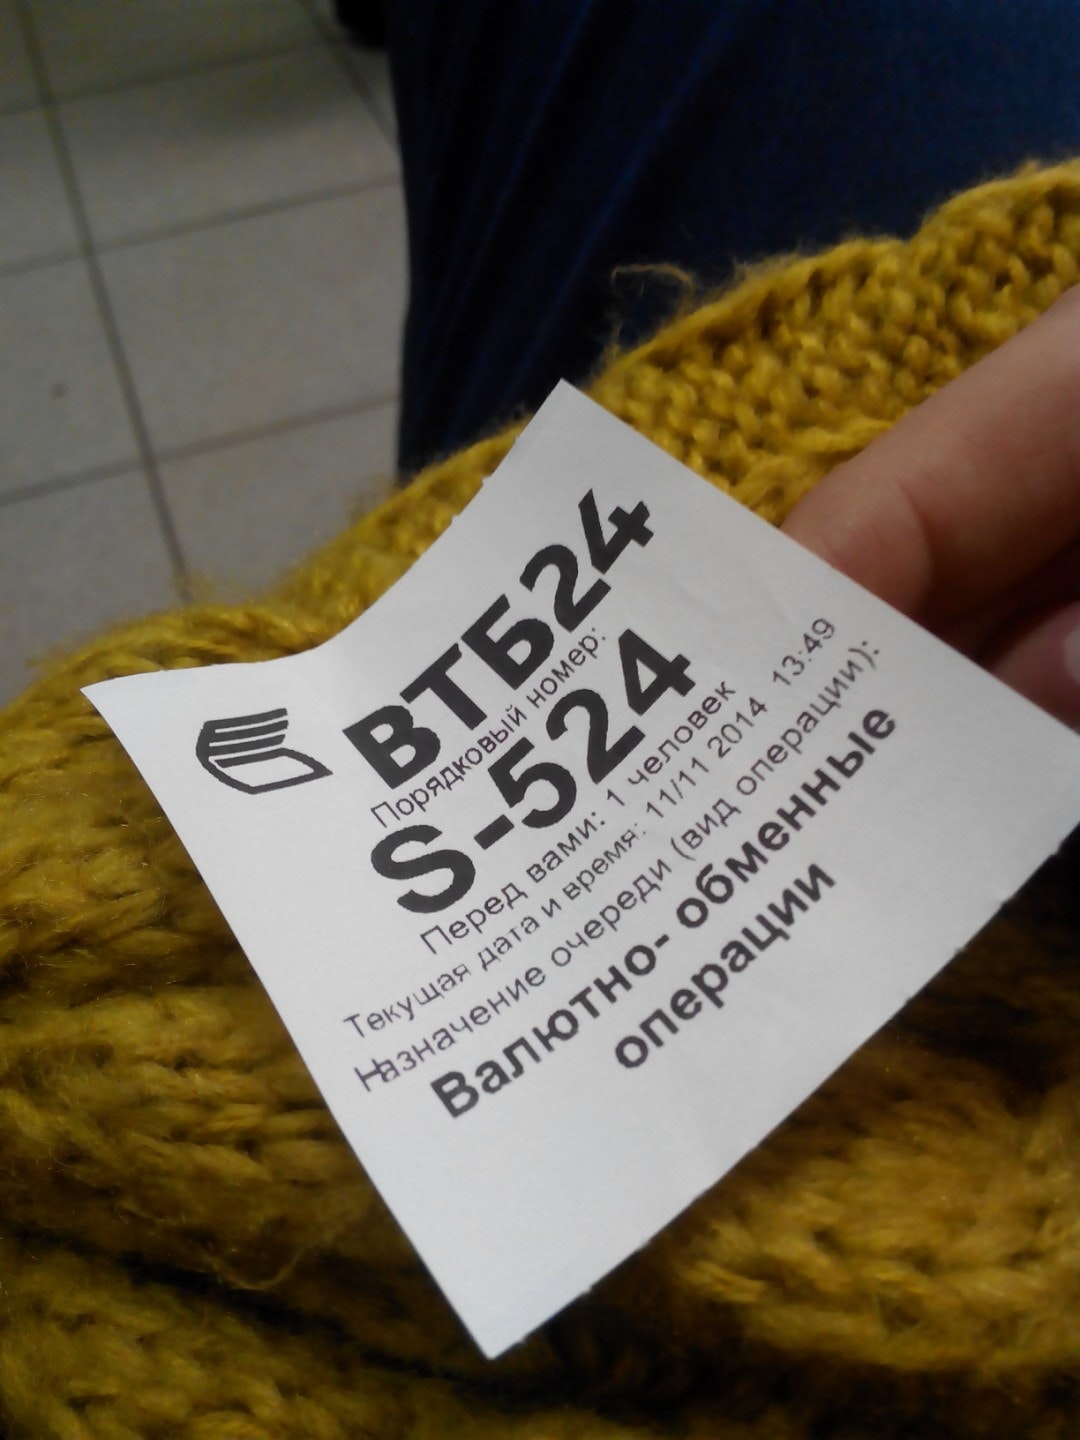 ВТБ24
Порядковый номер:
S-524
Перед вами: 1 человек
Текущая дата и время: 11/11 2014 13:49
Назначение очереди (вид операции):
Валютно- обменные
операции